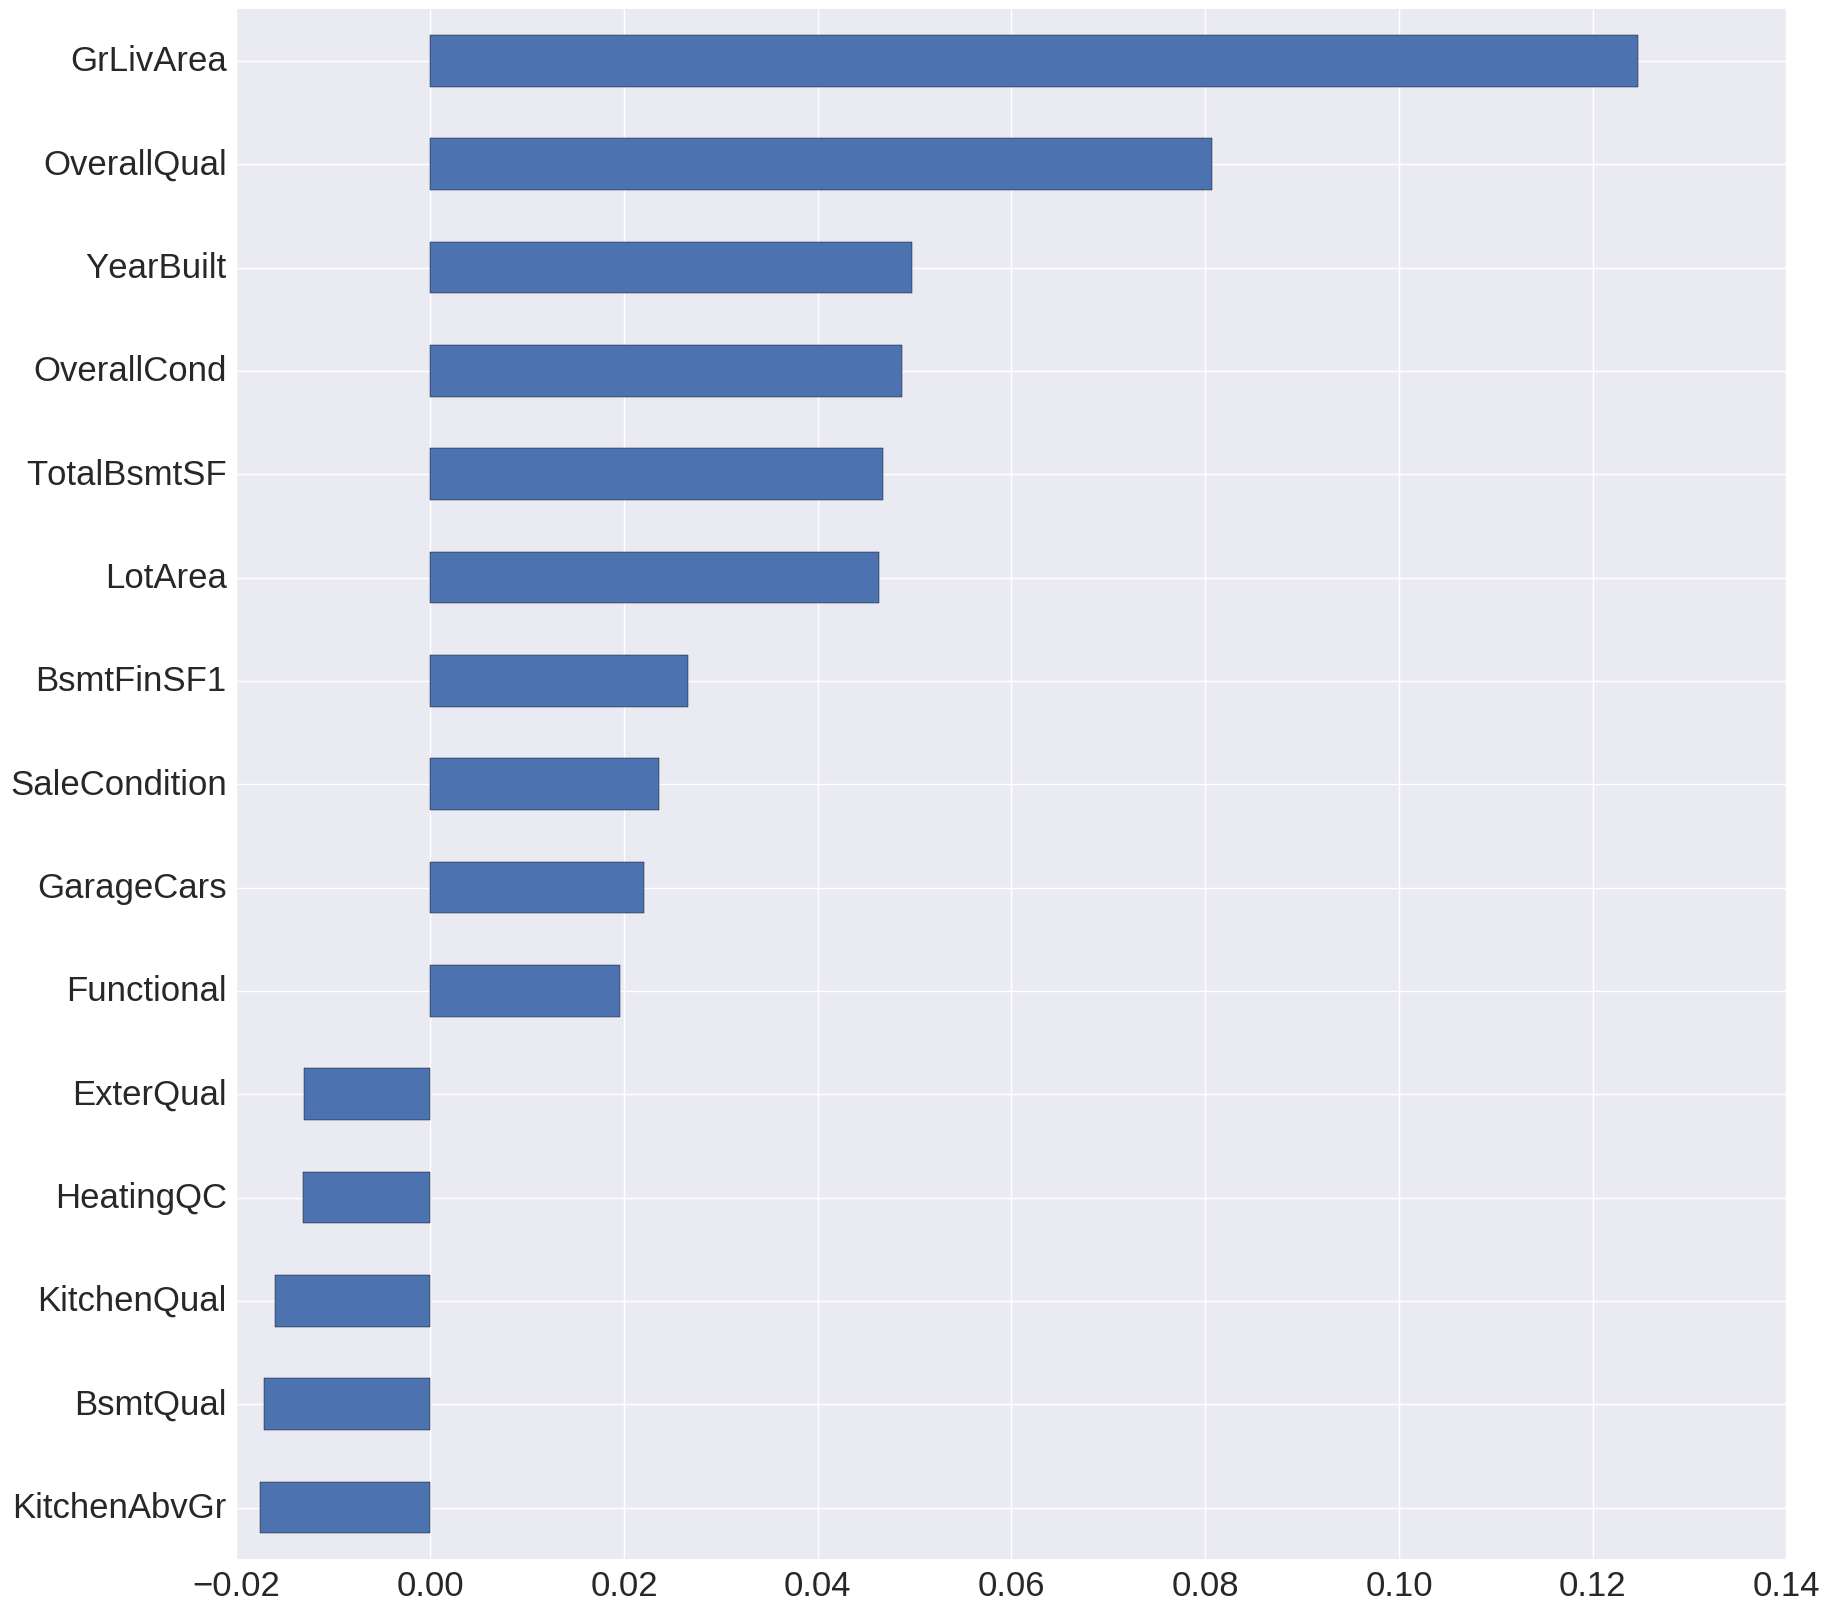 GrLivArea
OverallQual
YearBuilt
OverallCond
TotalBsmtSF
LotArea
BsmtFinSF1
SaleCondition
GarageCars
Functional
ExterQual
HeatingQC
KitchenQual
BsmtQual
KitchenAbvGr
−0.02 0.00 0.02 0.04 0.06 0.08 0.10 0.12 0.14